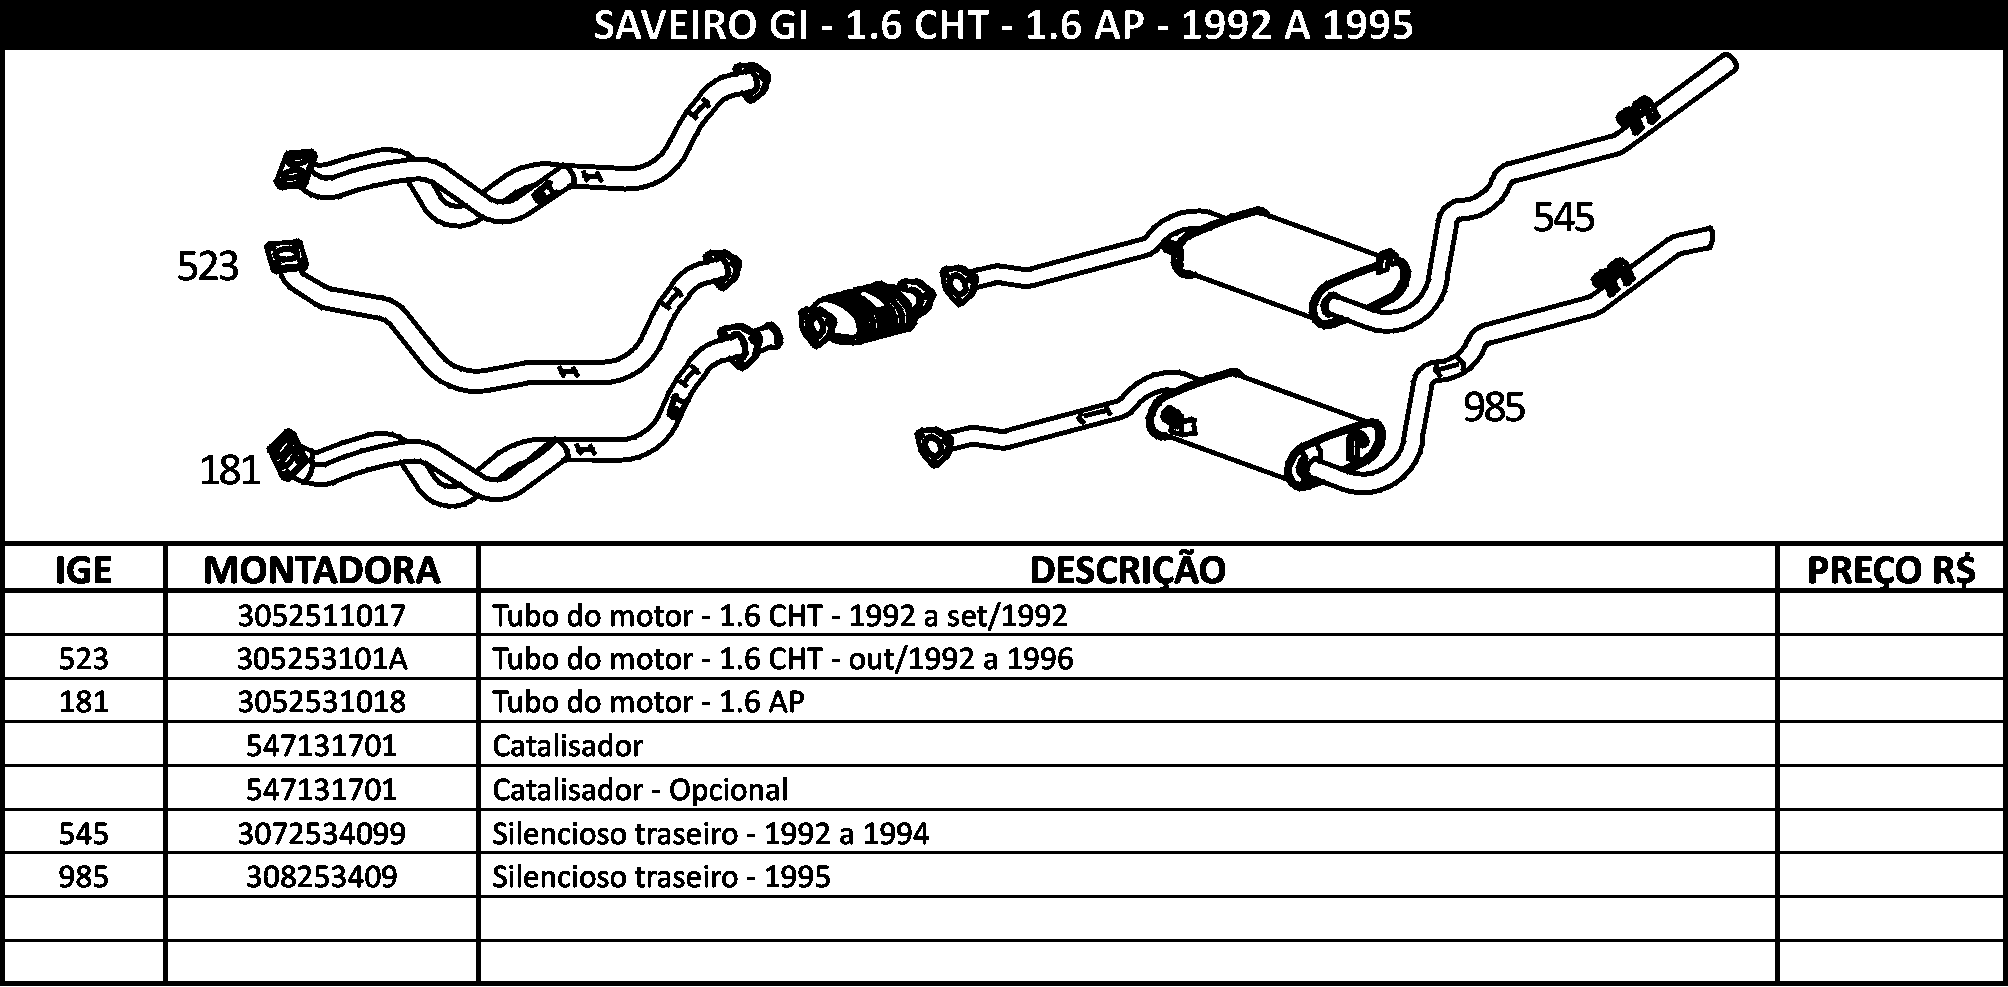 SAVEIRO GI - 1.6 CHT - 1.6 AP - 1992 A 1995
545
523
985
181
IGE MONTADORA DESCRIÇÃO PREÇO R$
3052511017 Tubo do motor - 1.6 CHT - 1992 a set/1992
523 305253101A Tubo do motor - 1.6 CHT - out/1992 a 1996
181 3052531018 Tubo do motor - 1.6 AP
547131701 Catalisador
547131701 Catalisador - Opcional
545 3072534099 Silencioso traseiro - 1992 a 1994
985 308253409 Silencioso traseiro - 1995